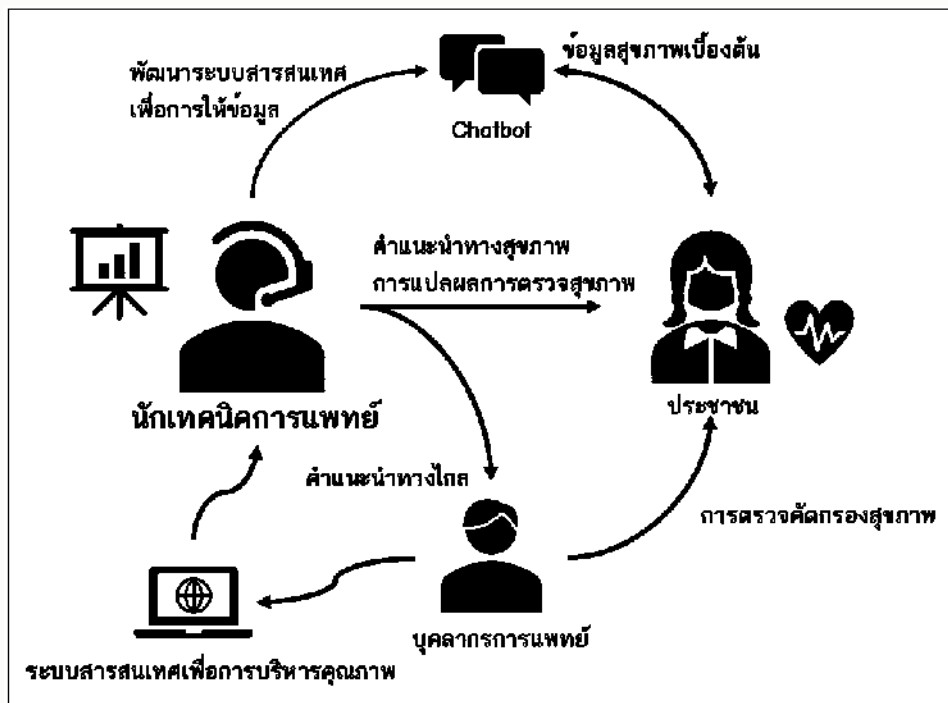 ข้อมูลสุขภาพเบื้องต้น
พัฒนาระบบสารสนเทศ
เพื่อการให้ข้อมูล
Chatbot
คำแนะนำทางสุขภาพ
การแปลผลการตรวจสุขภาพ
นักเทคนิคการแพทย์
ประชาชน
คำแนะนำทางไกล
การตรวจคัดกรองสุขภาพ
บุคลากรการแพทย์
ระบบสารสนเทศเพื่อการบริหารคุณภาพ